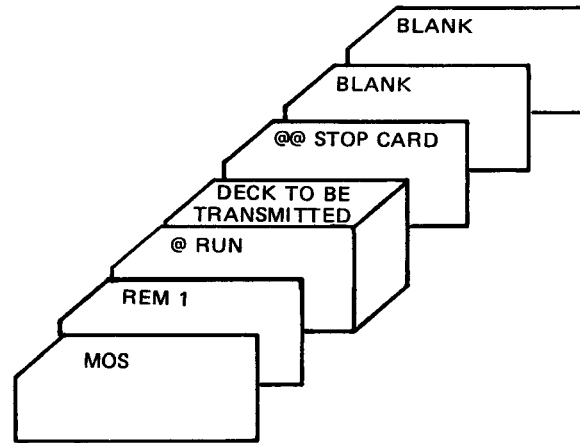 BLANK
BLANK
@@ STOP CARD
DECK TO BE
TRANSMITTED
@ RUN
REM 1
MOS